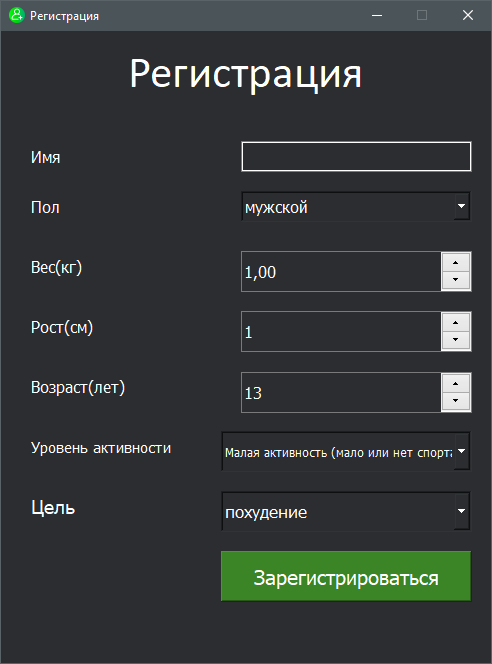 Регистрация
Регистрация
Имя
Пол
мужской
Вес(кг)
1,00
Рост(см)
1
Возраст(лет)
13
Уровень активности
Малая активность (мало или нет спорта
Цель
похудение
Зарегистрироваться